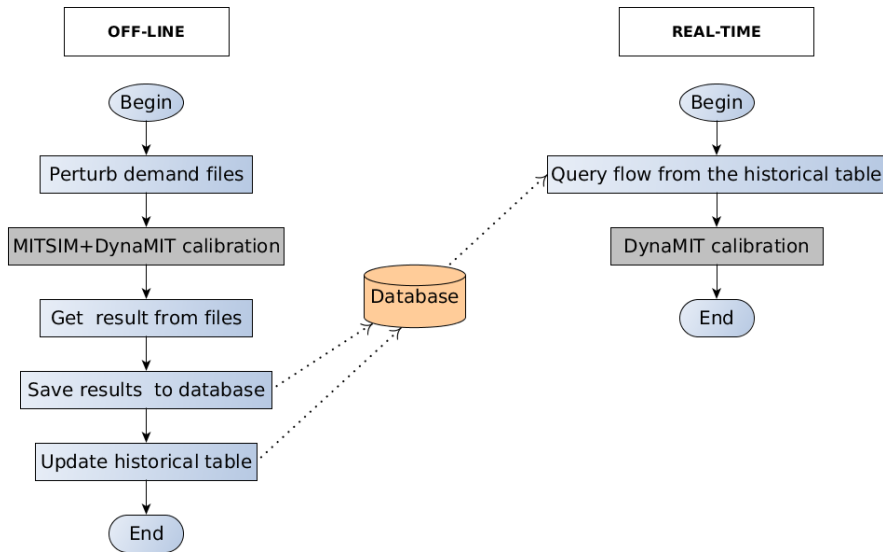 OFF-LINE
Begin
Perturb demand files
MITSIM+DynaMIT calibration
Get result from files
Save results to database
Update historical table
End
Database
REAL-TIME
Begin
Query flow from the historical table
DynaMIT calibration
End